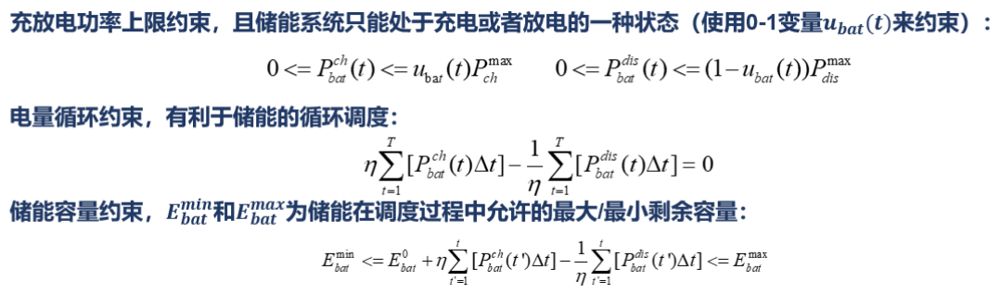 充放电功率上限约束，且储能系统只能处于充电或者放电的一种状态（使用0-1变量$u_{bat}(t)$来约束）：
$0 <= P_{bat}^{ch}(t) <= u_{bat}(t)P_{ch}^{max}$ $0 <= P_{bat}^{dis}(t) <= (1-u_{bat}(t))P_{dis}^{max}$
电量循环约束，有利于储能的循环调度：
$\eta\sum_{t=1}^{T}[P_{bat}^{ch}(t)\Delta t]-\frac{1}{\eta}\sum_{t=1}^{T}[P_{bat}^{dis}(t)\Delta t]=0$
储能容量约束，$E_{bat}^{min}$和$E_{bat}^{max}$为储能在调度过程中允许的最大/最小剩余容量：
$E_{bat}^{min} <= E_{bat}^{0}+\eta\sum_{t'=1}^{t}[P_{bat}^{ch}(t')\Delta t]-\frac{1}{\eta}\sum_{t'=1}^{t}[P_{bat}^{dis}(t')\Delta t] <= E_{bat}^{max}$